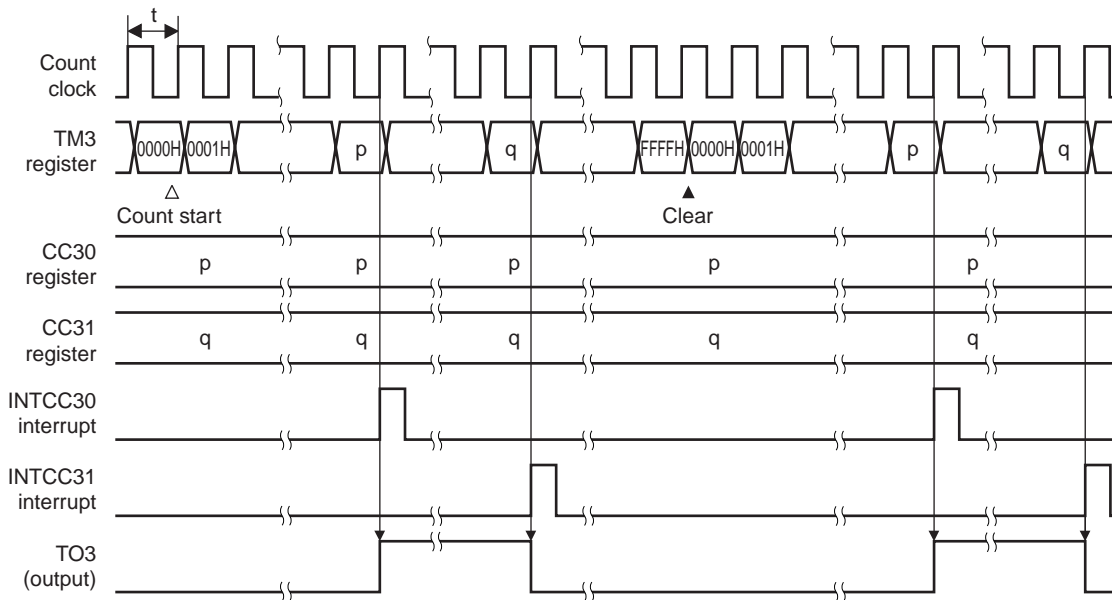 t
Count
clock
TM3
register
0000H 0001H p q FFFFH 0000H 0001H p q
Count start
Clear
CC30
register
p p p p p
CC31
register
q q q q q
INTCC30
interrupt
INTCC31
interrupt
TO3
(output)